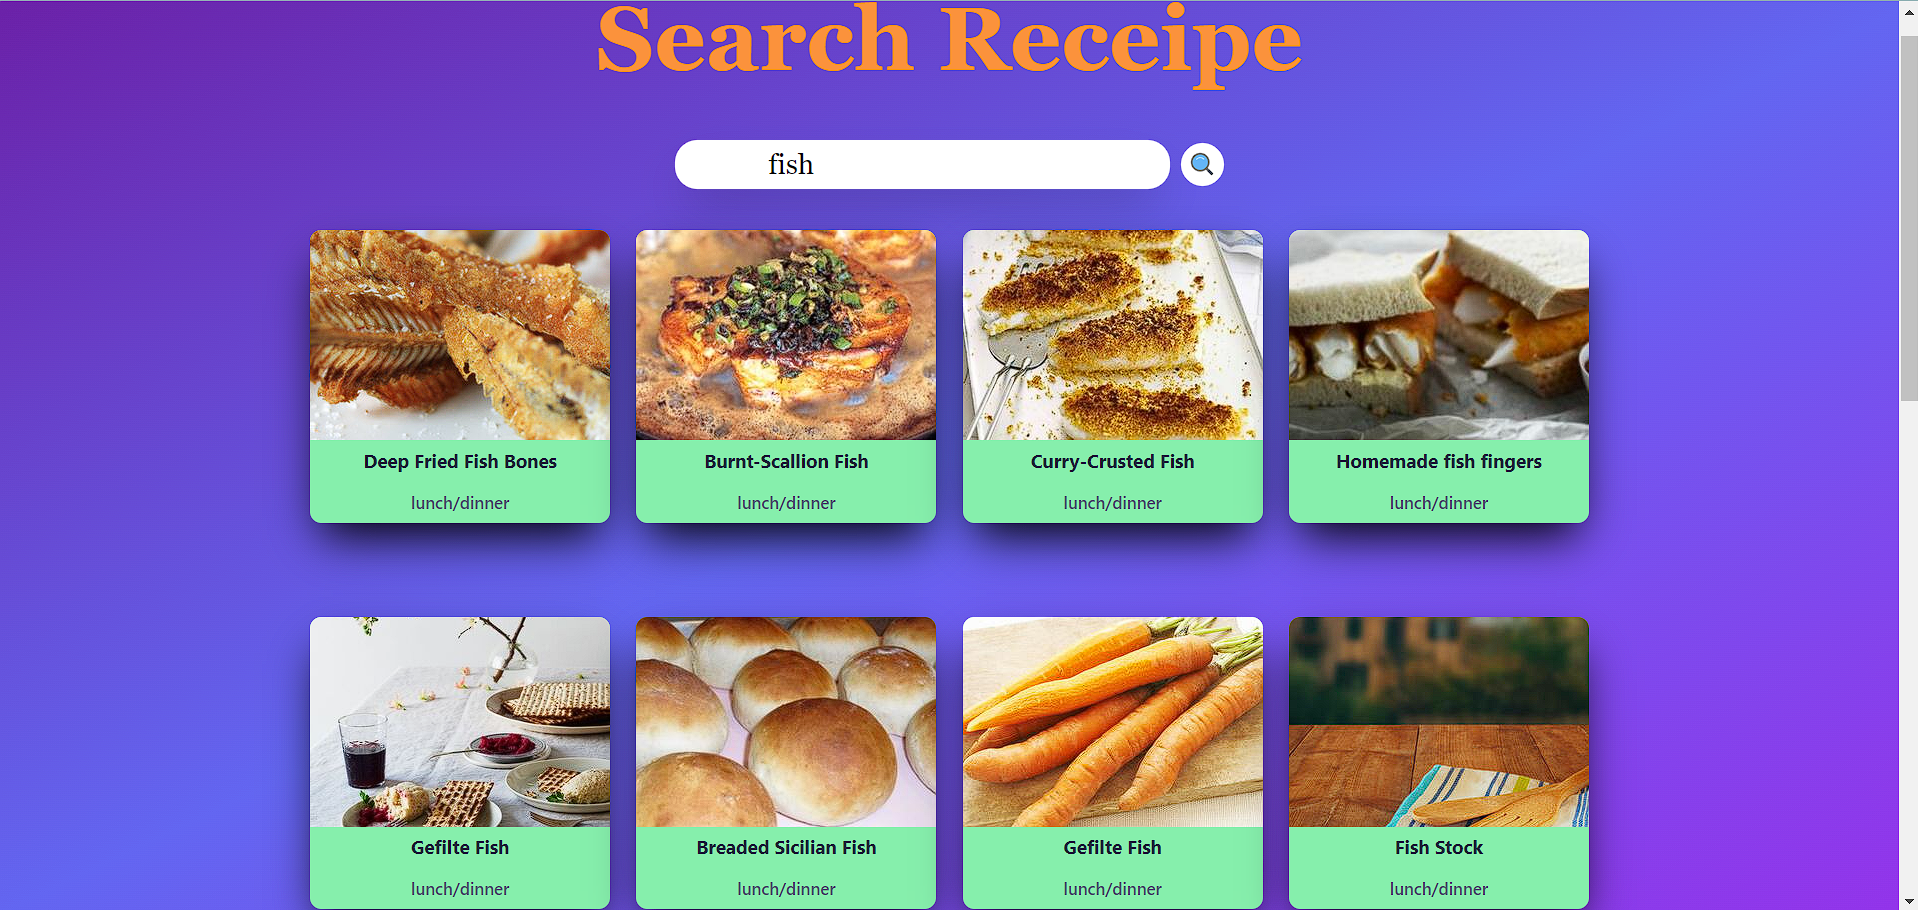 Search Receipe
fish
Deep Fried Fish Bones
Burnt-Scallion Fish
Curry-Crusted Fish
Homemade fish fingers
lunch/dinner
lunch/dinner
lunch/dinner
lunch/dinner
Gefilte Fish
Breaded Sicilian Fish
Gefilte Fish
Fish Stock
lunch/dinner
lunch/dinner
lunch/dinner
lunch/dinner